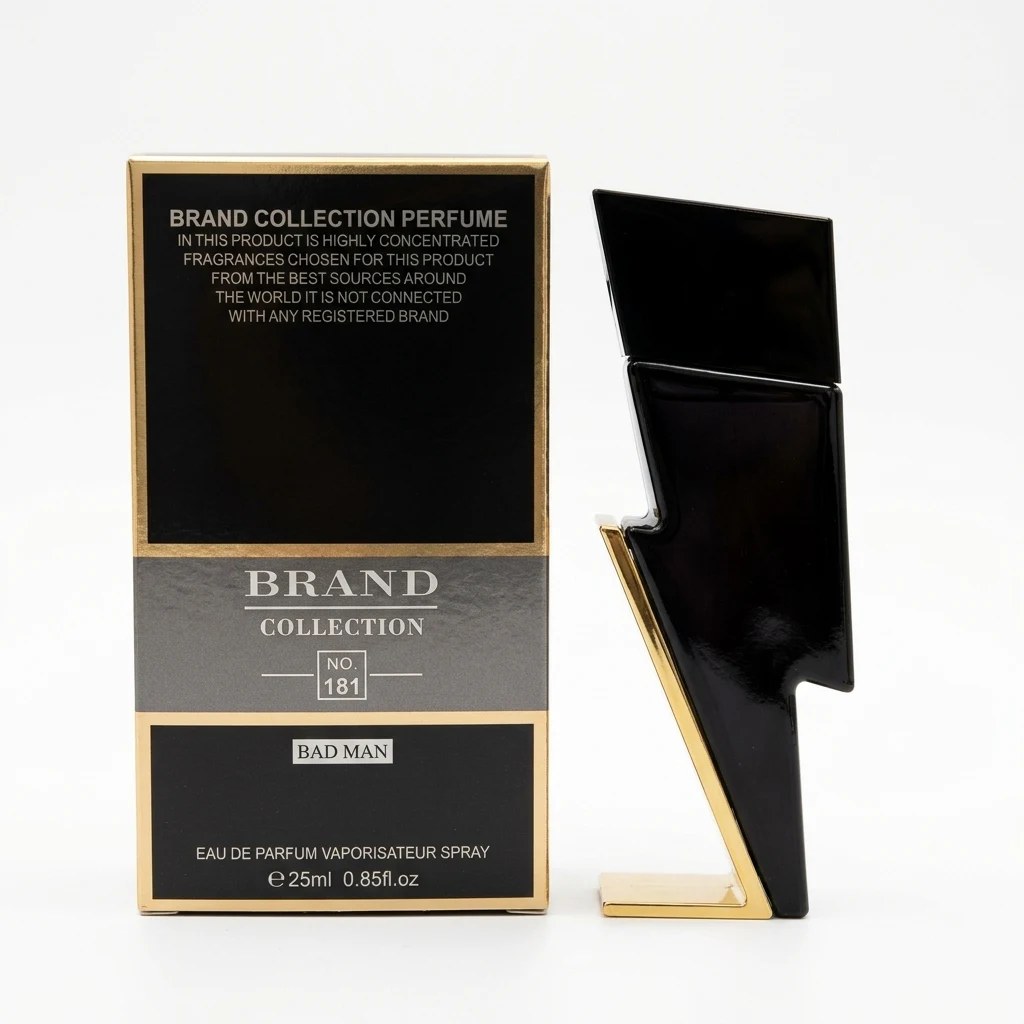 BRAND COLLECTION PERFUME
IN THIS PRODUCT IS HIGHLY CONCENTRATED
FRAGRANCES CHOSEN FOR THIS PRODUCT
FROM THE BEST SOURCES AROUND
THE WORLD IT IS NOT CONNECTED
WITH ANY REGISTERED BRAND
BRAND
COLLECTION
NO.
181
BAD MAN
EAU DE PARFUM VAPORISATEUR SPRAY
℮25ml 0.85fl.oz